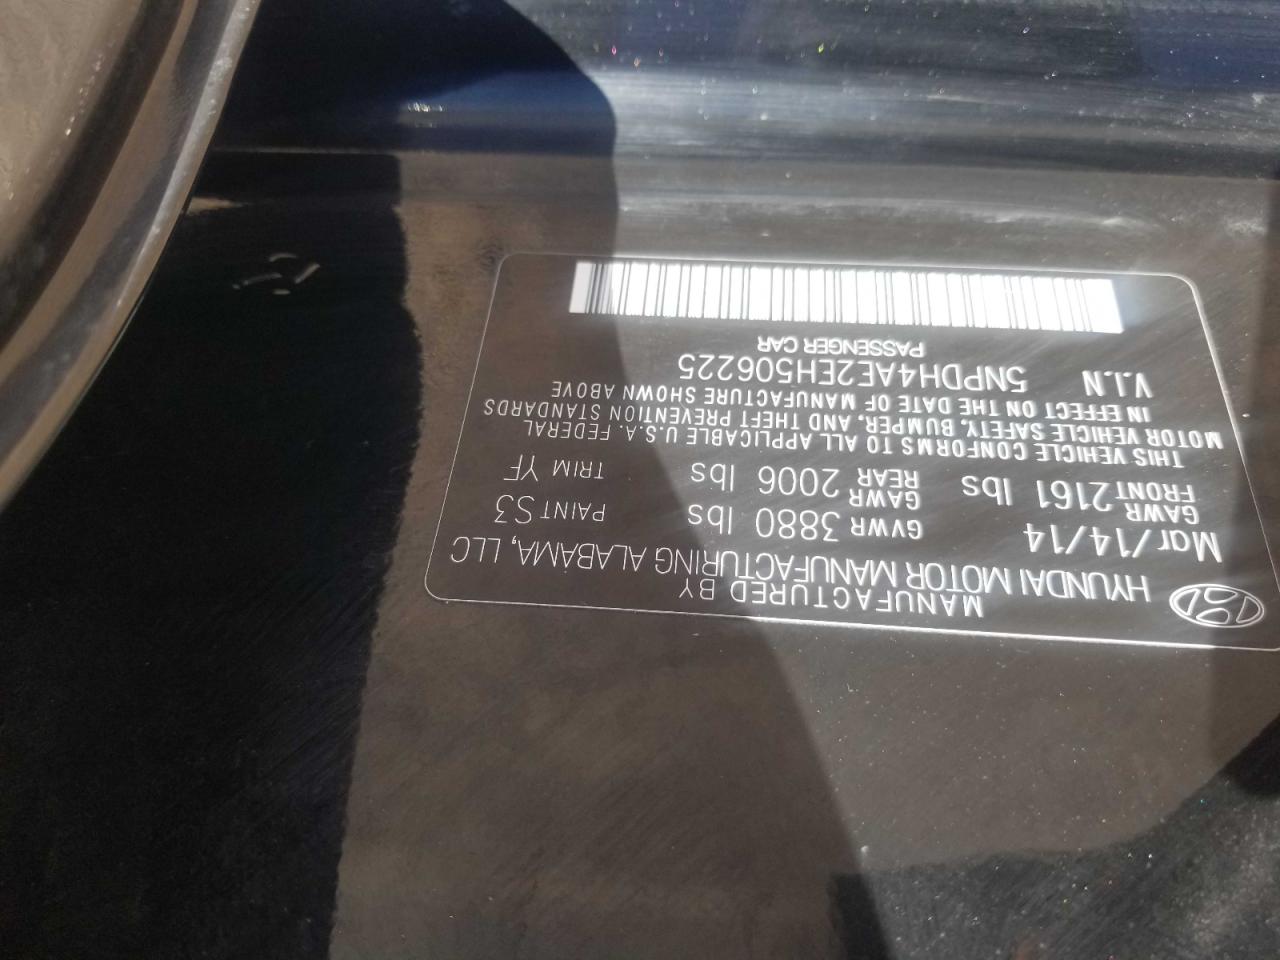 MANUFACTURED BY
HYUNDAI MOTOR MANUFACTURING ALABAMA, LLC
Mar/14/14 GVWR 3880 lbs PAINT S3
GAWR FRONT 2161 lbs GAWR REAR 2006 lbs TRIM YF
THIS VEHICLE CONFORMS TO ALL APPLICABLE U.S.A. FEDERAL
MOTOR VEHICLE SAFETY, BUMPER, AND THEFT PREVENTION STANDARDS
IN EFFECT ON THE DATE OF MANUFACTURE SHOWN ABOVE
V.I.N 5NPDH4AE2EH506225
PASSENGER CAR